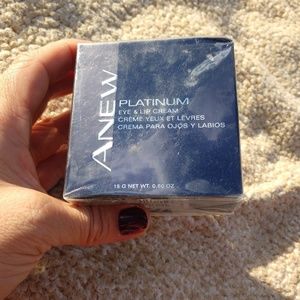 ANEW
PLATINUM
EYE & LIP CREAM
CRÈME YEUX ET LÈVRES
CREMA PARA OJOS Y LABIOS
15 G NET WT. 0.50 OZ